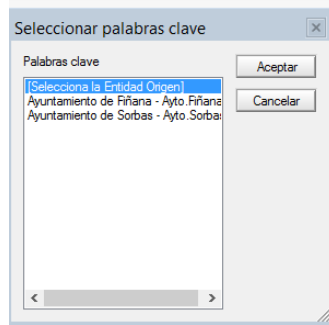 Seleccionar palabras clave
Palabras clave
Aceptar
[Selecciona la Entidad Origen]
Ayuntamiento de Fiñana - Ayto.Fiñana
Cancelar
Ayuntamiento de Sorbas - Ayto.Sorbas